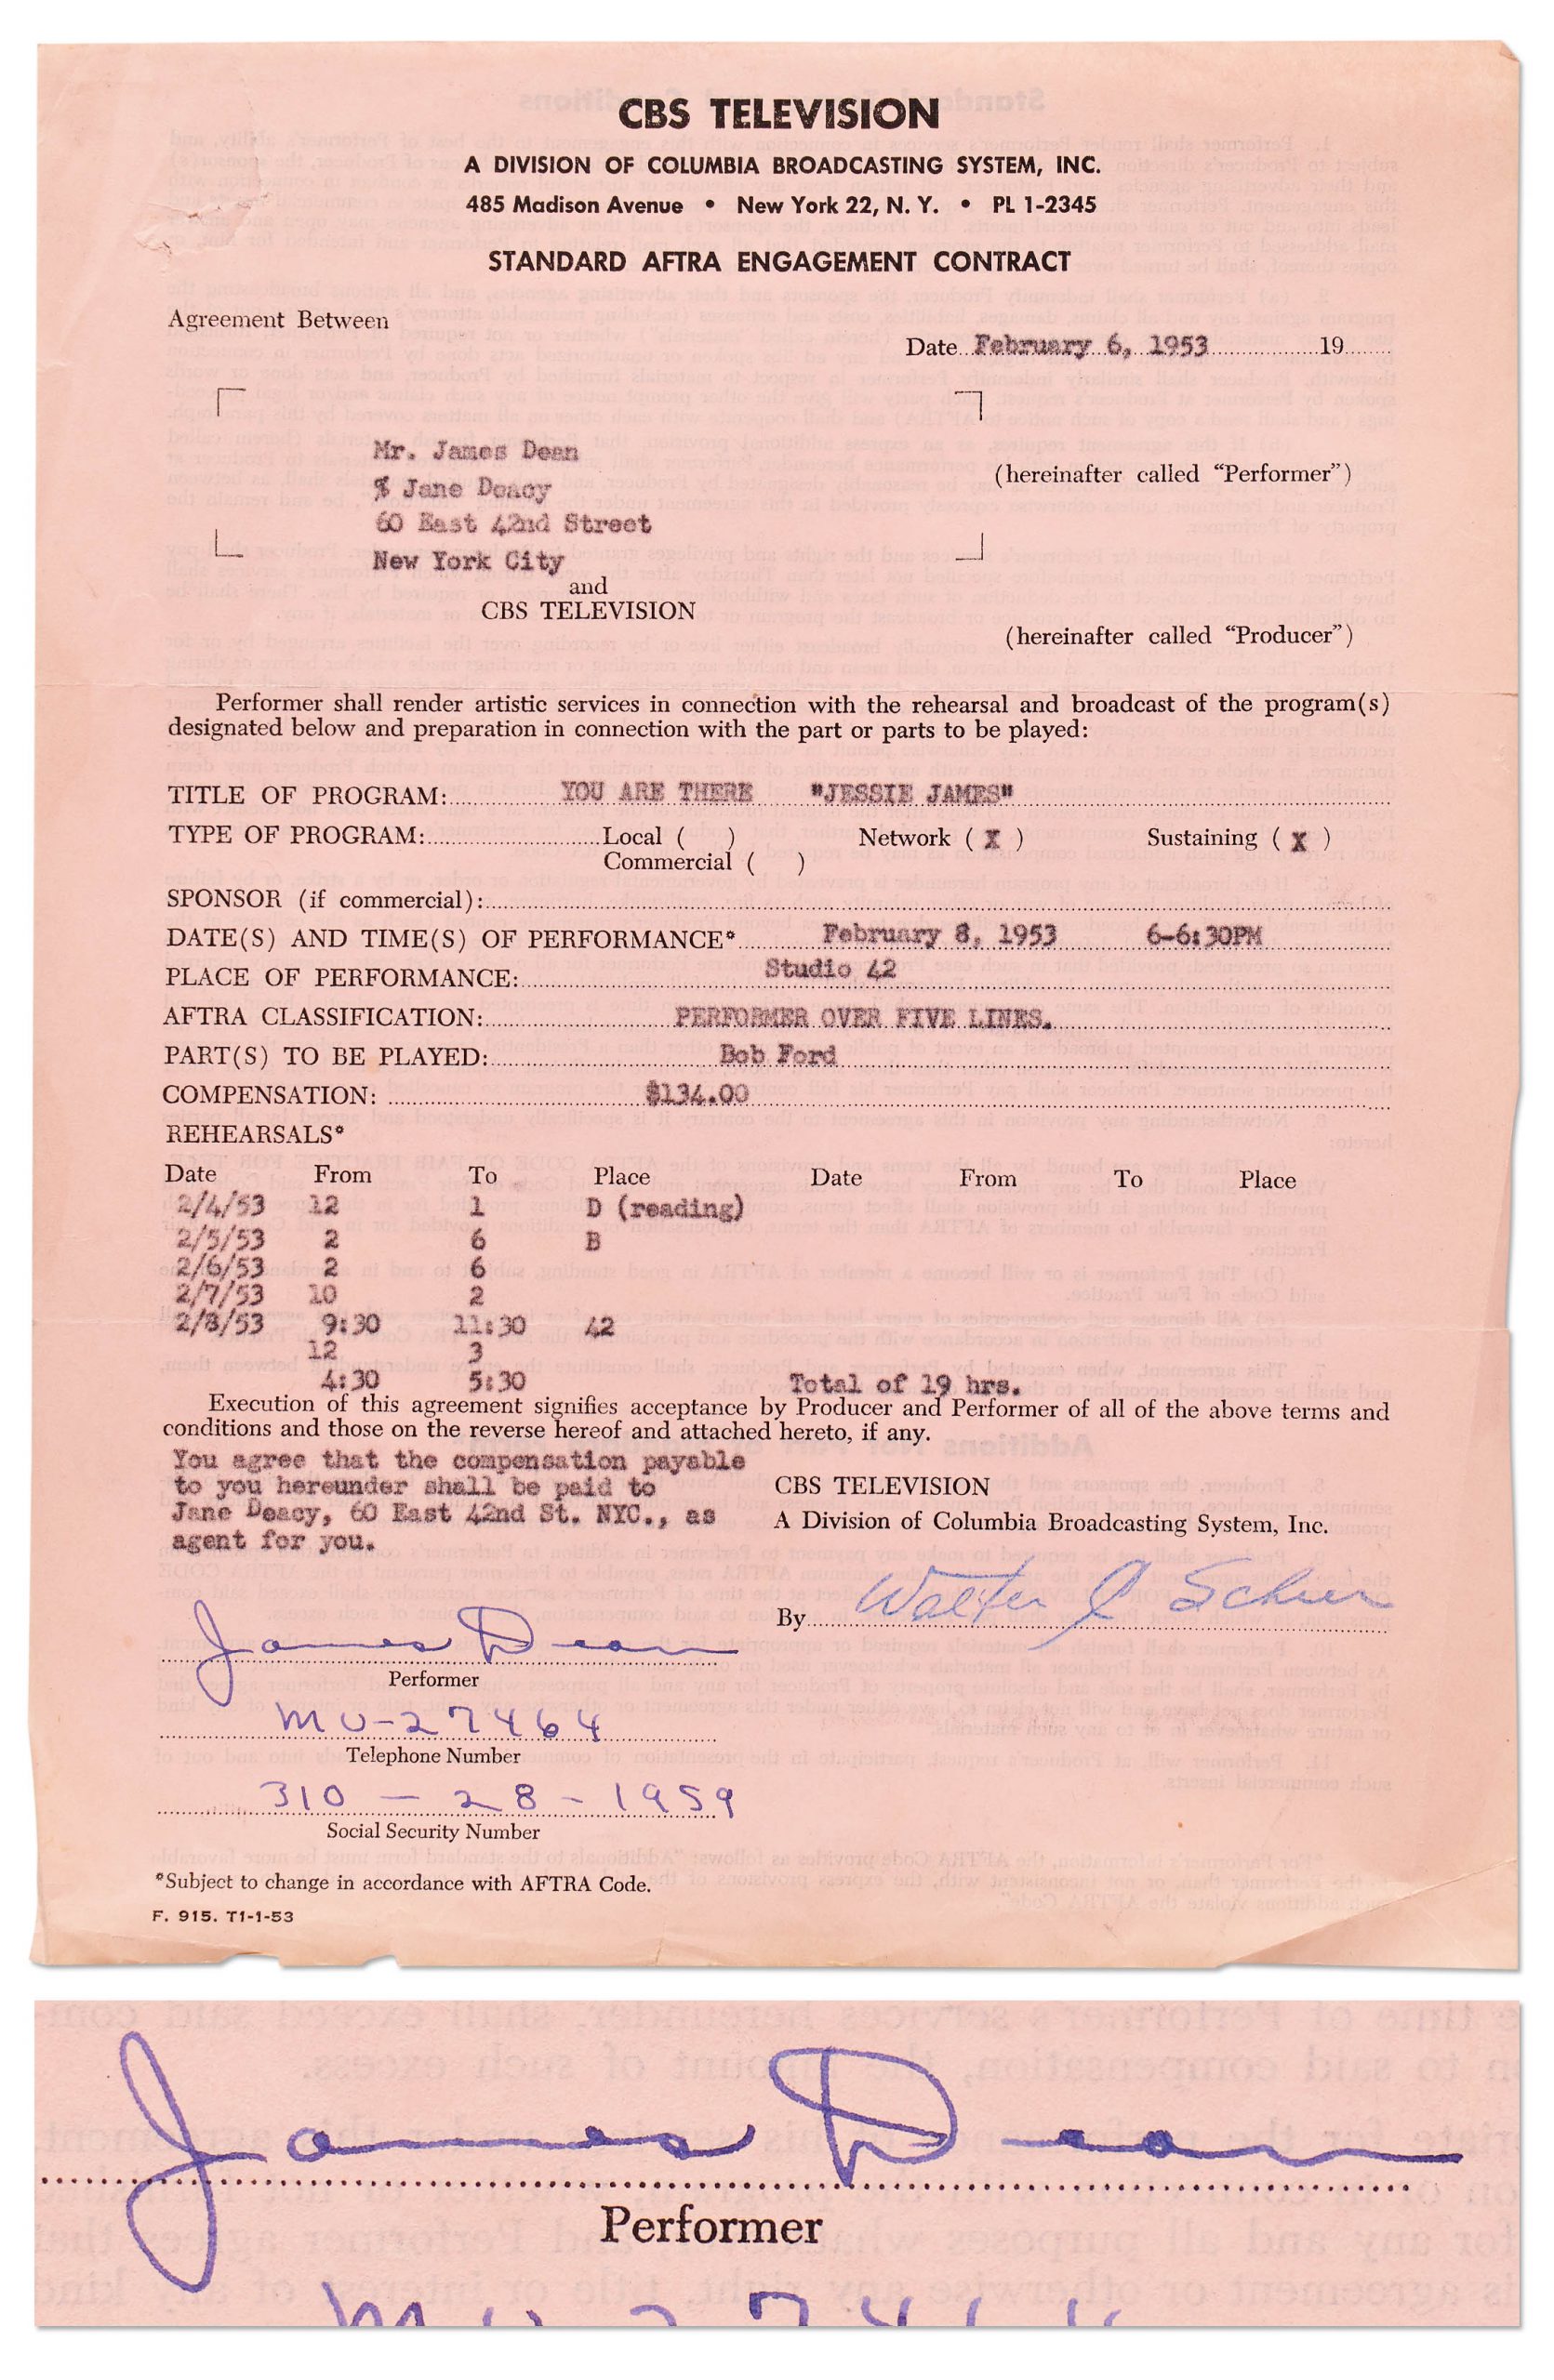 CBS TELEVISION
A DIVISION OF COLUMBIA BROADCASTING SYSTEM, INC.
485 Madison Avenue • New York 22, N. Y. • PL 1-2345
STANDARD AFTRA ENGAGEMENT CONTRACT
Agreement Between
Date February 6, 1953 19
Mr. James Dean
% Jane Deacy
60 East 42nd Street
New York City
(hereinafter called "Performer")
and
CBS TELEVISION
(hereinafter called "Producer")
Performer shall render artistic services in connection with the rehearsal and broadcast of the program(s)
designated below and preparation in connection with the part or parts to be played:
TITLE OF PROGRAM: YOU ARE THERE "JESSIE JAMES"
TYPE OF PROGRAM: Local ( ) Network ( X ) Sustaining ( X )
Commercial ( )
SPONSOR (if commercial):
DATE(S) AND TIME(S) OF PERFORMANCE* February 8, 1953 6-6:30PM
PLACE OF PERFORMANCE: Studio 42
AFTRA CLASSIFICATION: PERFORMER OVER FIVE LINES.
PART(S) TO BE PLAYED: Bob Ford
COMPENSATION: $134.00
REHEARSALS*
Date From To Place Date From To Place
2/4/53 12 1 D (reading)
2/5/53 2 6 B
2/6/53 2 6
2/7/53 10 2
2/8/53 9:30 11:30 42
12 3
4:30 5:30 Total of 19 hrs.
Execution of this agreement signifies acceptance by Producer and Performer of all of the above terms and
conditions and those on the reverse hereof and attached hereto, if any.
You agree that the compensation payable
to you hereunder shall be paid to
Jane Deacy, 60 East 42nd St. NYC., as
agent for you.
CBS TELEVISION
A Division of Columbia Broadcasting System, Inc.
By Walter
James Dean
Performer
MU-27464
Telephone Number
310 - 28 - 1959
Social Security Number
*Subject to change in accordance with AFTRA Code.
F. 915. T1-1-53
James Dean
Performer